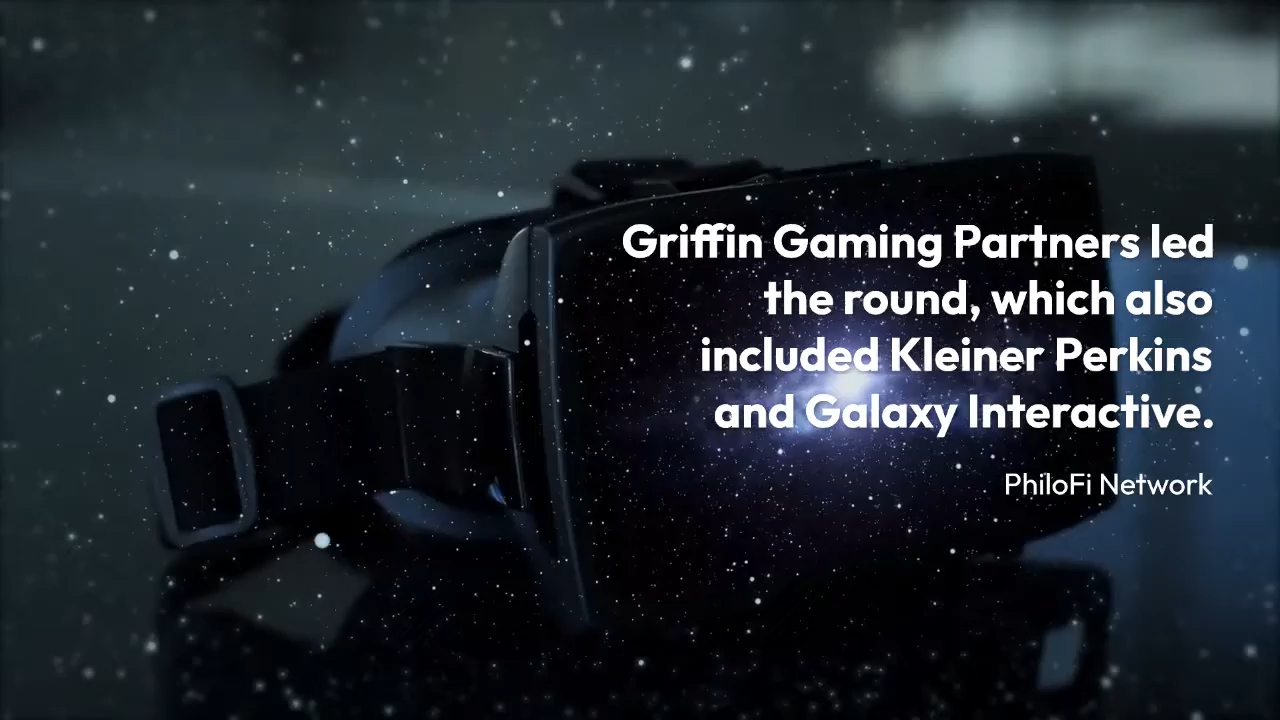 Griffin Gaming Partners led
the round, which also
included Kleiner Perkins
and Galaxy Interactive.
PhiloFi Network